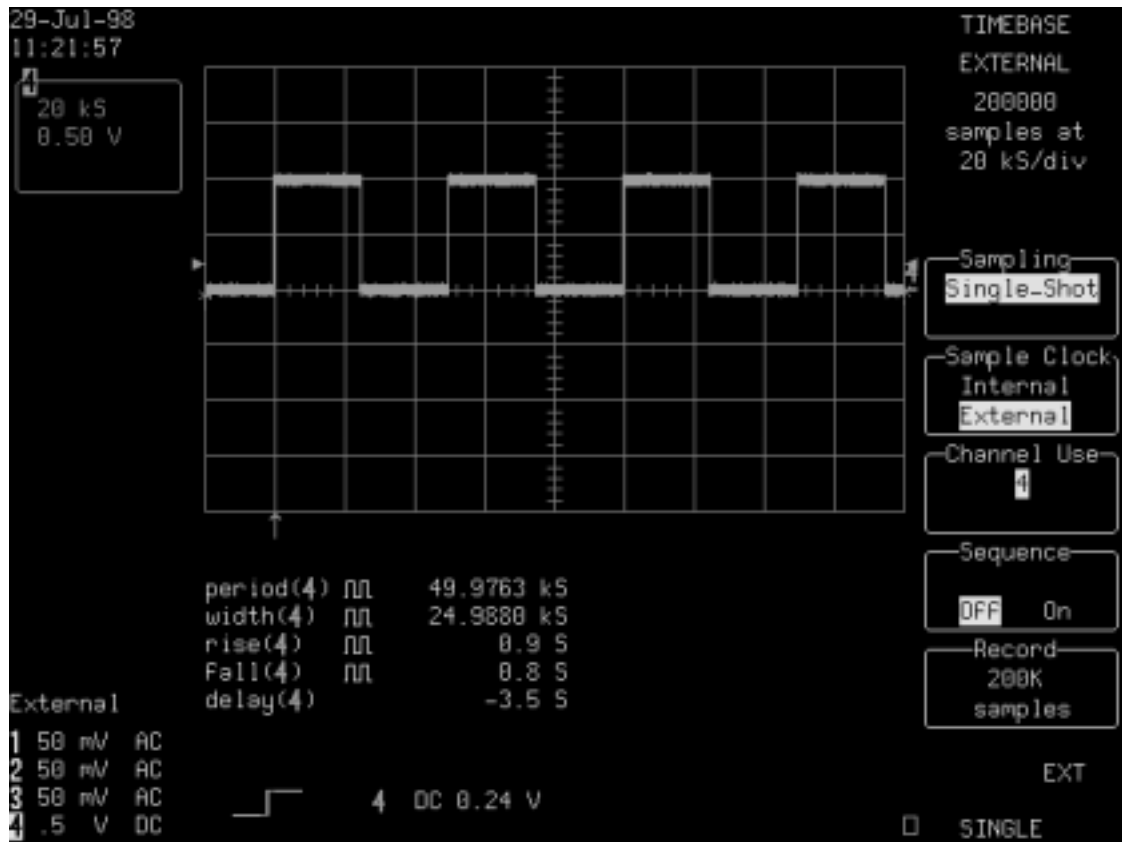 29-Jul-98
11:21:57
4
20 kS
0.50 V
TIMEBASE
EXTERNAL
200000
samples at
20 kS/div
Sampling
Single-Shot
Sample Clock
Internal
External
Channel Use
4
Sequence
OFF On
Record
200K
samples
period(4) 49.9763 kS
width(4) 24.9880 kS
rise(4) 0.9 S
Fall(4) 0.8 S
delay(4) -3.5 S
External
1 50 mV AC
2 50 mV AC
3 50 mV AC
4 .5 V DC
4 DC 0.24 V
EXT
SINGLE